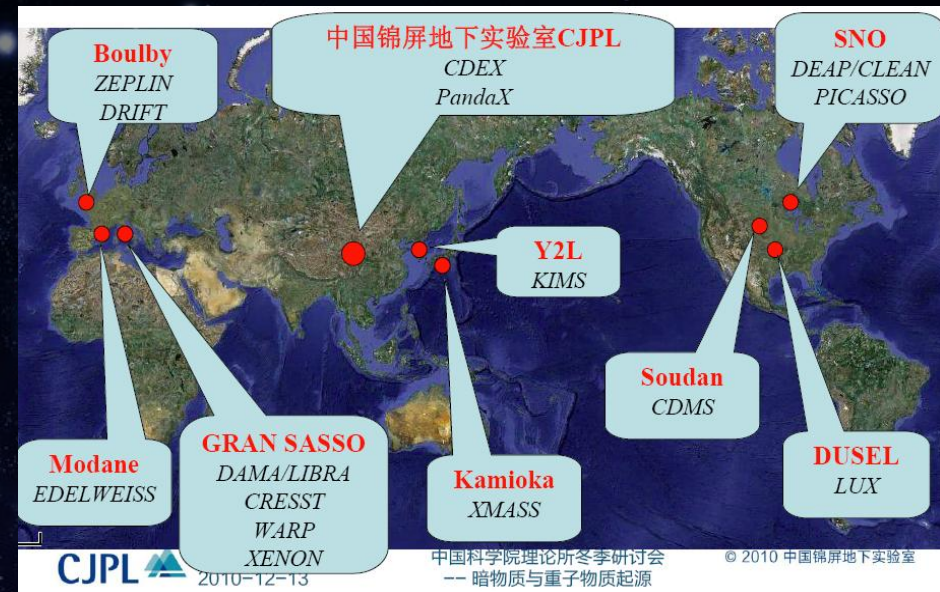 Boulby
ZEPLIN
DRIFT
中国锦屏地下实验室CJPL
CDEX
PandaX
SNO
DEAP/CLEAN
PICASSO
Y2L
KIMS
Soudan
CDMS
Modane
EDELWEISS
GRAN SASSO
DAMA/LIBRA
CRESST
WARP
XENON
Kamioka
XMASS
DUSEL
LUX
CJPL
2010-12-13
中国科学院理论所冬季研讨会
-- 暗物质与重子物质起源
© 2010 中国锦屏地下实验室